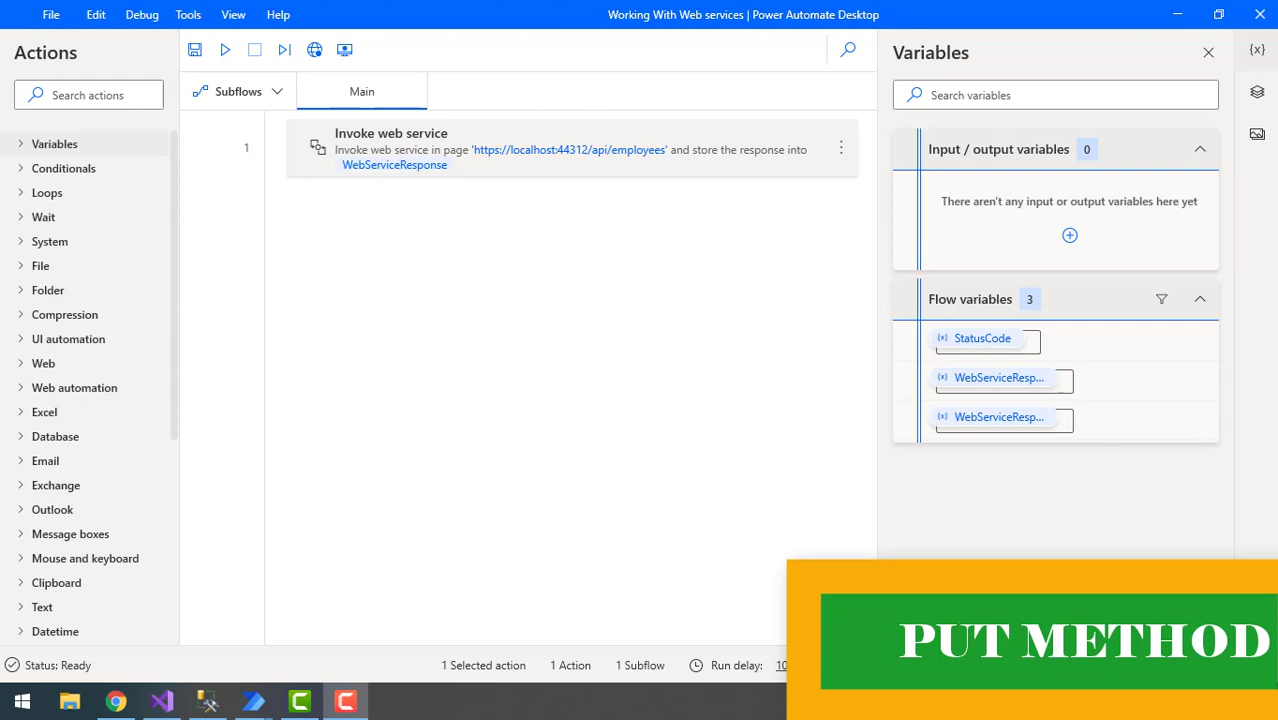 File Edit Debug Tools View Help
Working With Web services | Power Automate Desktop
Actions
Search actions
Variables
Conditionals
Loops
Wait
System
File
Folder
Compression
UI automation
Web
Web automation
Excel
Database
Email
Exchange
Outlook
Message boxes
Mouse and keyboard
Clipboard
Text
Datetime
Subflows
Main
1
Invoke web service
Invoke web service in page 'https://localhost:44312/api/employees' and store the response into
WebServiceResponse
Variables
{x}
Search variables
Input / output variables 0
There aren't any input or output variables here yet
Flow variables 3
(x) StatusCode
(x) WebServiceResp...
(x) WebServiceResp...
Status: Ready
1 Selected action
1 Action
1 Subflow
Run delay:
PUT METHOD